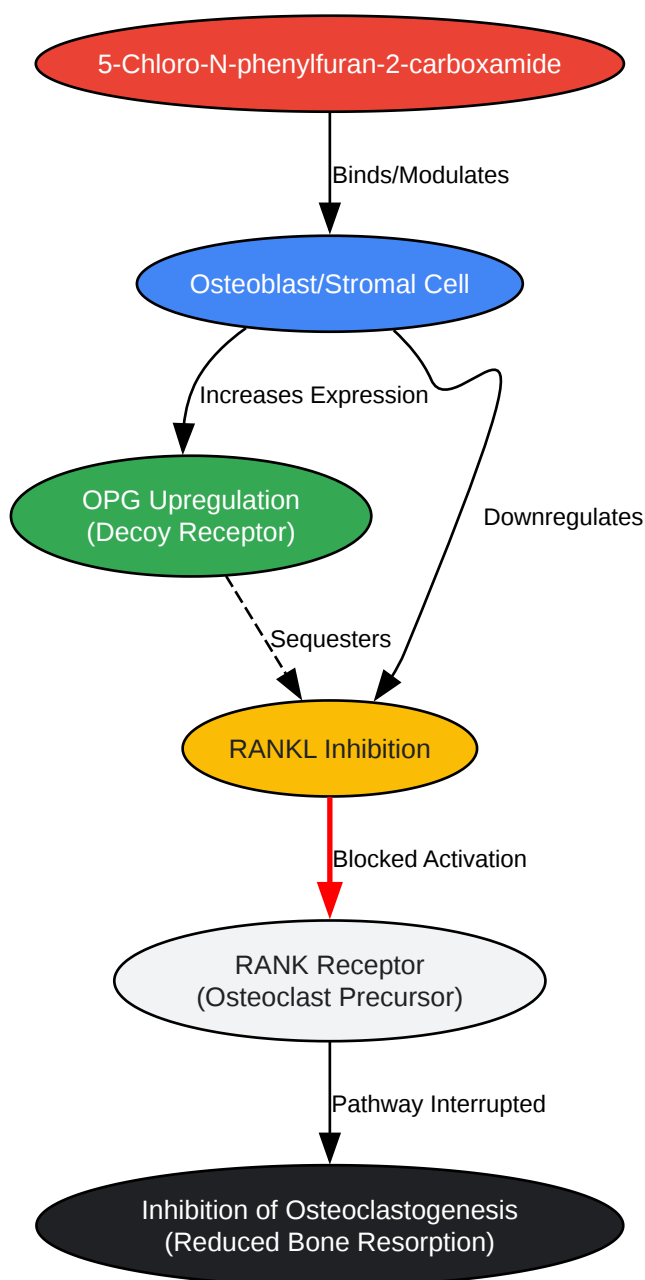 5-Chloro-N-phenylfuran-2-carboxamide
Binds/Modulates
Osteoblast/Stromal Cell
Increases Expression
OPG Upregulation
(Decoy Receptor)
Downregulates
Sequesters
RANKL Inhibition
Blocked Activation
RANK Receptor
(Osteoclast Precursor)
Pathway Interrupted
Inhibition of Osteoclastogenesis
(Reduced Bone Resorption)